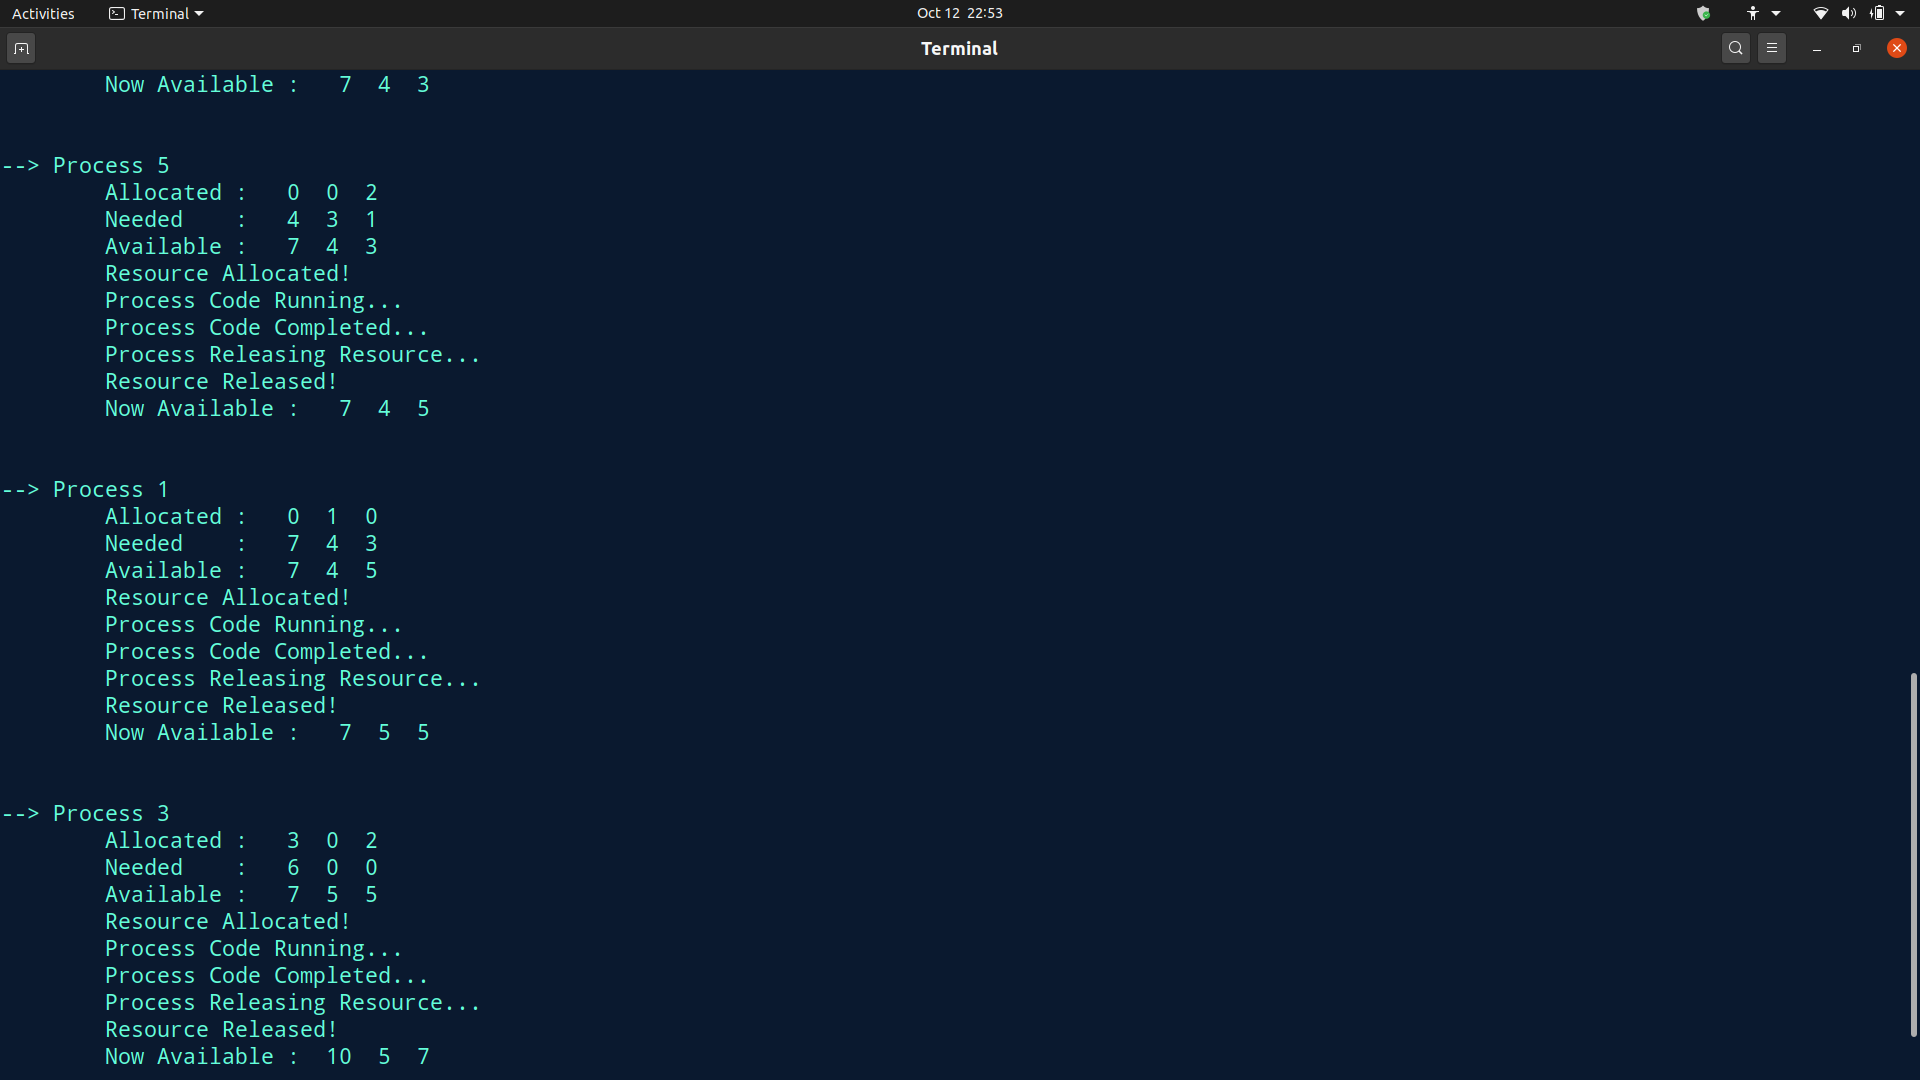 Activities Terminal Oct 12 22:53
Terminal
Now Available : 7 4 3
--> Process 5
Allocated : 0 0 2
Needed : 4 3 1
Available : 7 4 3
Resource Allocated!
Process Code Running...
Process Code Completed...
Process Releasing Resource...
Resource Released!
Now Available : 7 4 5
--> Process 1
Allocated : 0 1 0
Needed : 7 4 3
Available : 7 4 5
Resource Allocated!
Process Code Running...
Process Code Completed...
Process Releasing Resource...
Resource Released!
Now Available : 7 5 5
--> Process 3
Allocated : 3 0 2
Needed : 6 0 0
Available : 7 5 5
Resource Allocated!
Process Code Running...
Process Code Completed...
Process Releasing Resource...
Resource Released!
Now Available : 10 5 7